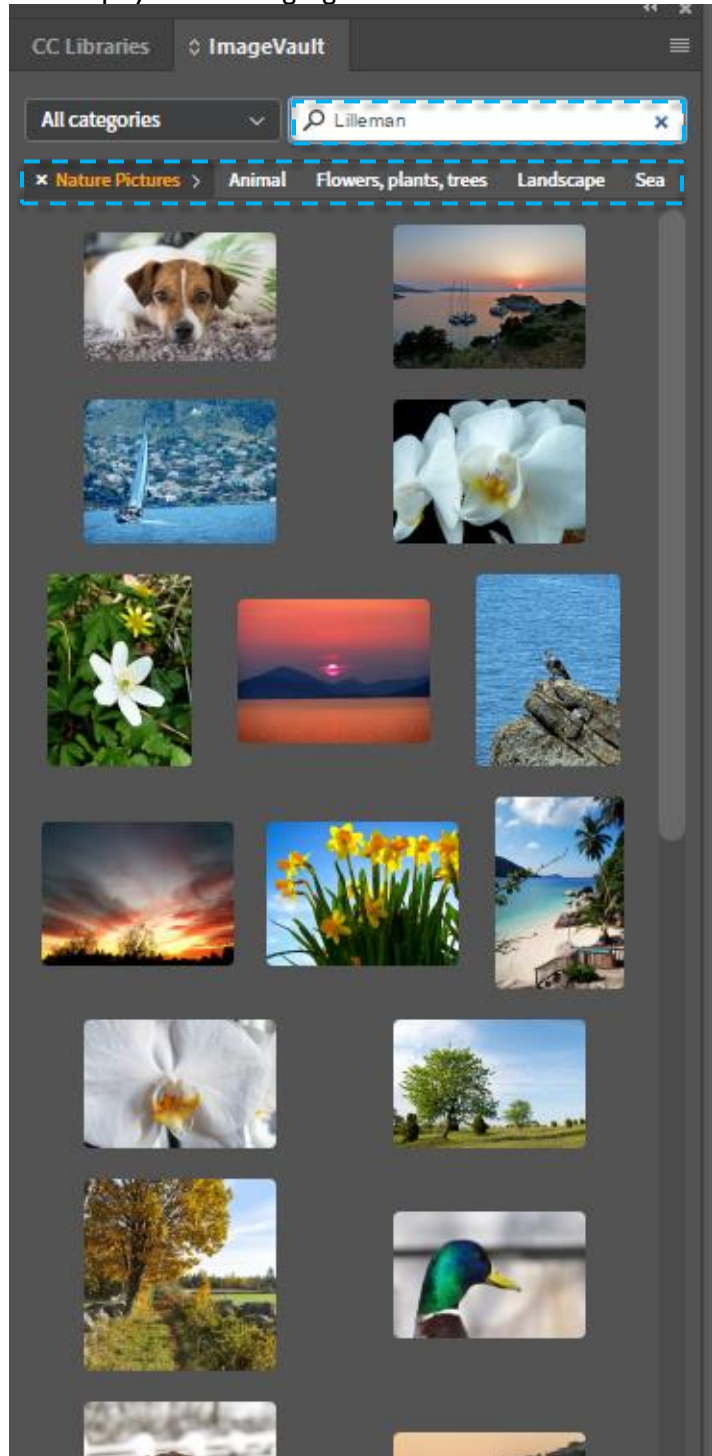 CC Libraries ImageVault
All categories Lilleman
Nature Pictures > Animal Flowers, plants, trees Landscape Sea